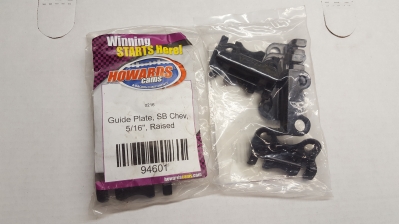 Winning
STARTS Here!
HOWARDS
CAMS
Guide Plate, SB Chev,
5/16", Raised
94601